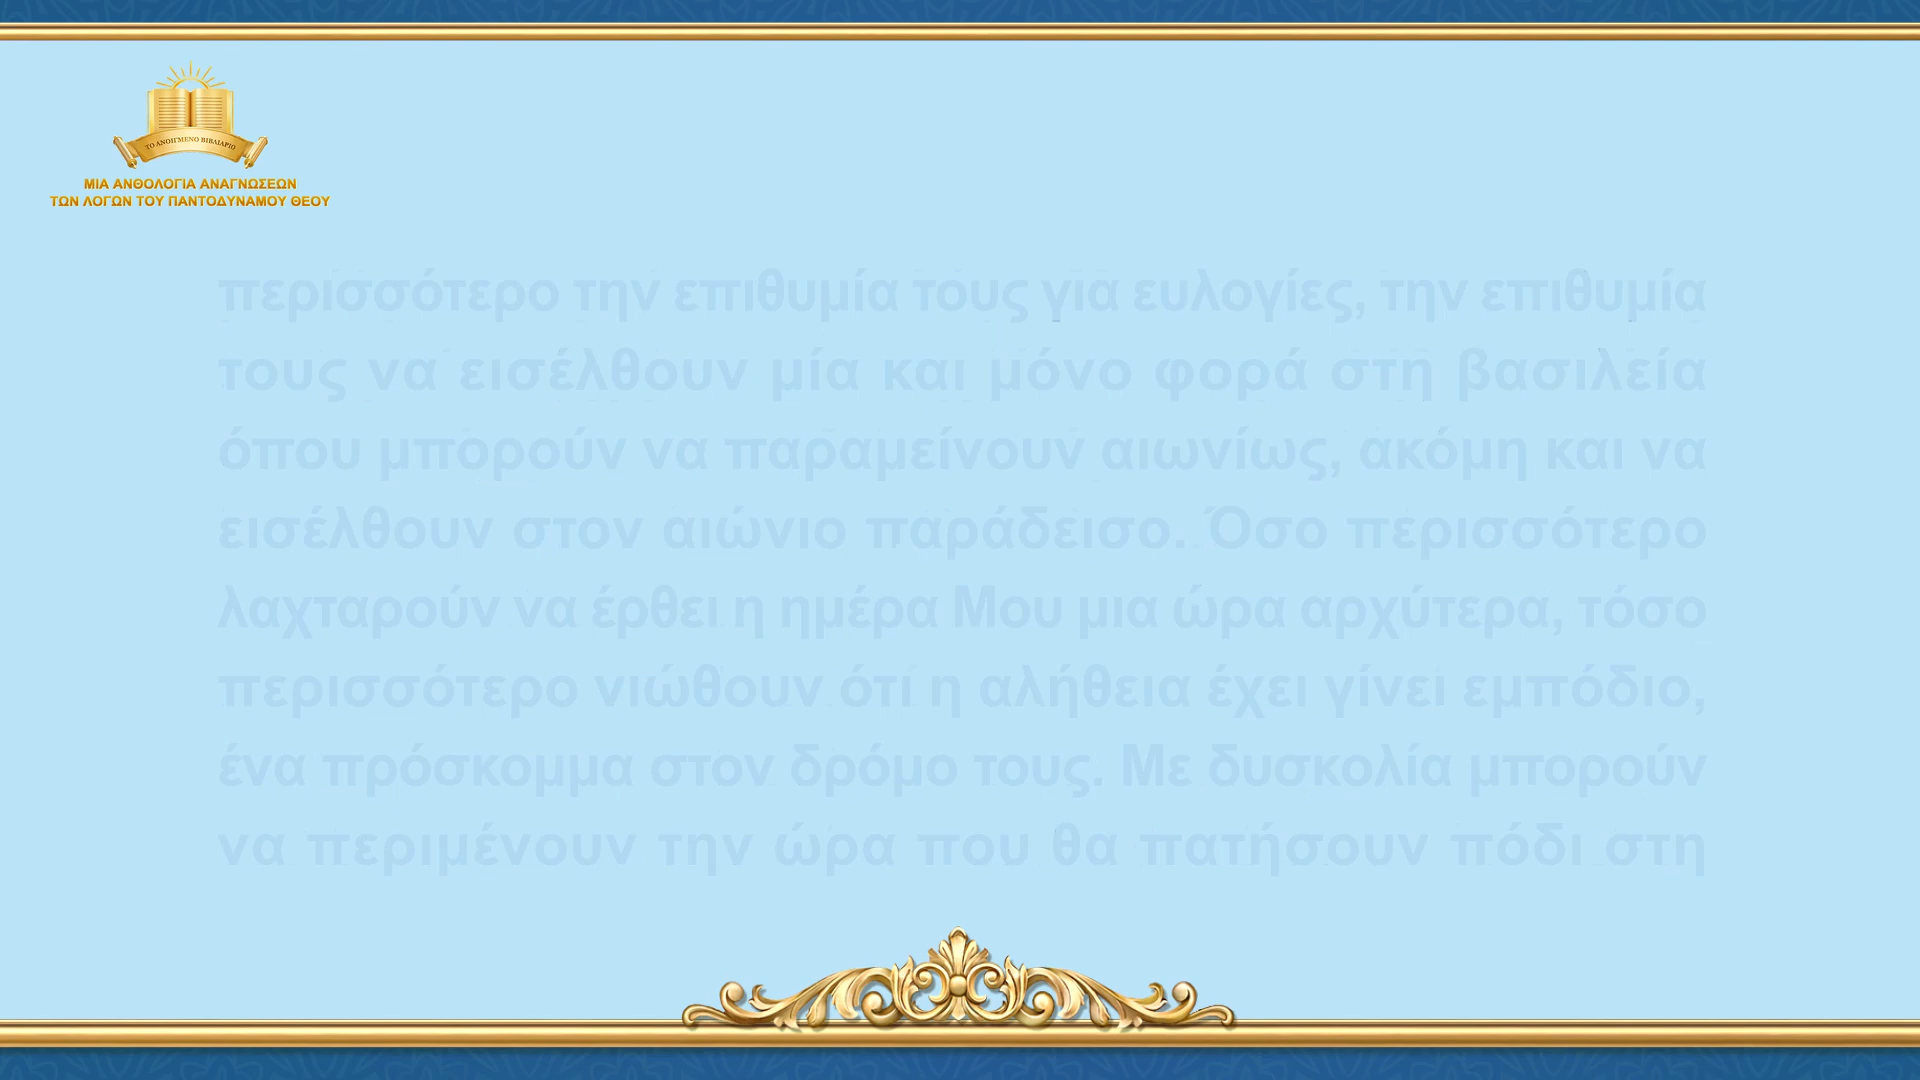 ΤΟ ΑΝΟΙΓΜΕΝΟ ΒΙΒΛΙΑΡΙΟ
ΜΙΑ ΑΝΘΟΛΟΓΙΑ ΑΝΑΓΝΩΣΕΩΝ
ΤΩΝ ΛΟΓΩΝ ΤΟΥ ΠΑΝΤΟΔΥΝΑΜΟΥ ΘΕΟΥ
περισσότερο την επιθυμία τους για ευλογίες, την επιθυμία
τους να εισέλθουν μία και μόνο φορά στη βασιλεία
όπου μπορούν να παραμείνουν αιωνίως, ακόμη και να
εισέλθουν στον αιώνιο παράδεισο. Όσο περισσότερο
λαχταρούν να έρθει η ημέρα Μου μια ώρα αρχύτερα, τόσο
περισσότερο νιώθουν ότι η αλήθεια έχει γίνει εμπόδιο,
ένα πρόσκομμα στον δρόμο τους. Με δυσκολία μπορούν
να περιμένουν την ώρα που θα πατήσουν πόδι στη